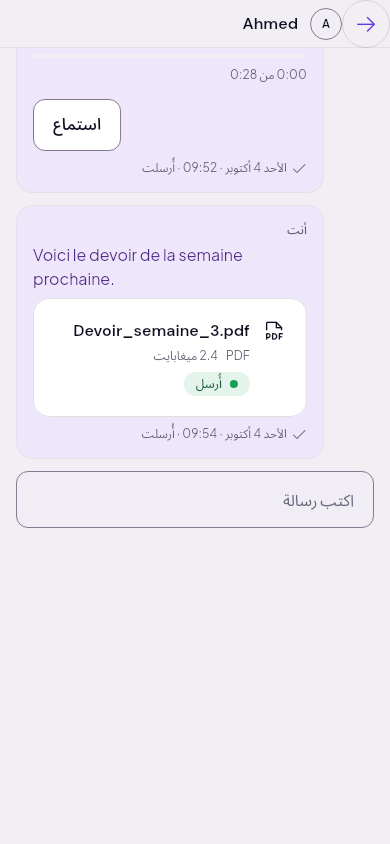 Ahmed
A
0:00 من 0:28
استماع
الأحد 4 أكتوبر · 09:52 · أُرسلت
أنت
Voici le devoir de la semaine
prochaine.
Devoir_semaine_3.pdf
PDF
PDF 2.4 ميغابايت
أُرسل
الأحد 4 أكتوبر · 09:54 · أُرسلت
اكتب رسالة